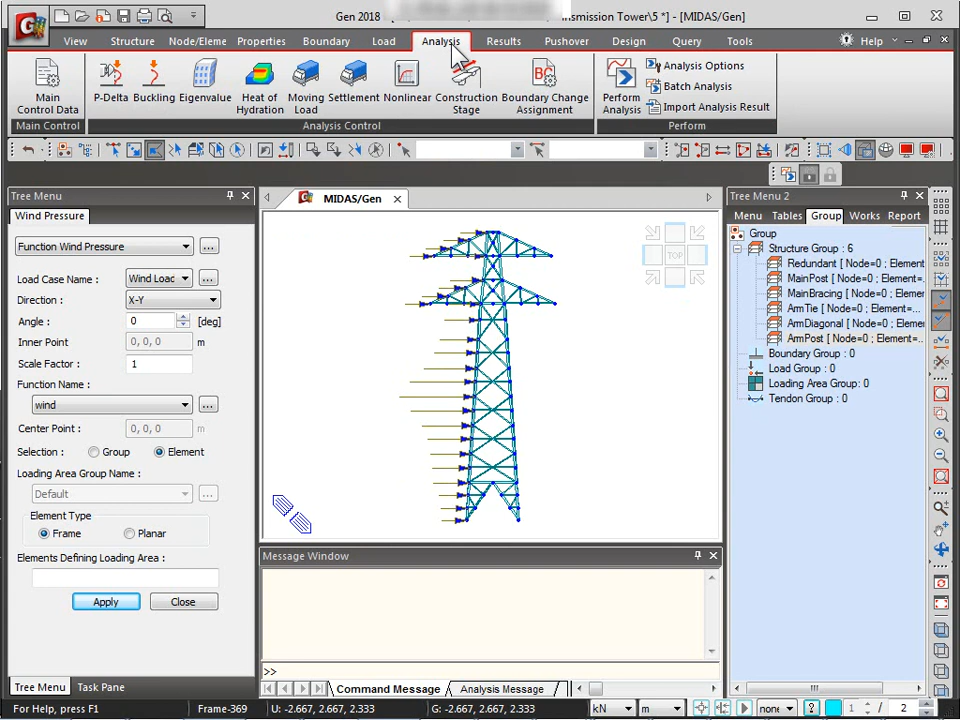 Gen 2018
nsmission Tower\5 *] - [MIDAS/Gen]
View Structure Node/Eleme Properties Boundary Load Analysis Results Pushover Design Query Tools Help
Main Control Data
P-Delta Buckling Eigenvalue Heat of Hydration Moving Load Settlement Nonlinear Construction Stage Boundary Change Assignment
Perform Analysis
Analysis Options
Batch Analysis
Import Analysis Result
Main Control Analysis Control Perform
Tree Menu
Wind Pressure
Function Wind Pressure ...
Load Case Name : Wind Load ...
Direction : X-Y
Angle : 0 [deg]
Inner Point 0, 0, 0 m
Scale Factor : 1
Function Name :
wind ...
Center Point : 0, 0, 0 m
Selection : Group Element
Loading Area Group Name :
Default ...
Element Type
Frame Planar
Elements Defining Loading Area :
Apply Close
Tree Menu Task Pane
MIDAS/Gen
TOP
Message Window
>>
Command Message Analysis Message
Tree Menu 2
Menu Tables Group Works Report
Group
Structure Group : 6
Redundant [ Node=0 ; Element
MainPost [ Node=0 ; Element=
MainBracing [ Node=0 ; Eleme
ArmTie [ Node=0 ; Element=
ArmDiagonal [ Node=0 ; Elemen
ArmPost [ Node=0 ; Element=...
Boundary Group : 0
Load Group : 0
Loading Area Group: 0
Tendon Group : 0
For Help, press F1 Frame-369 U: -2.667, -2.667, 2.333 G: -2.667, -2.667, 2.333 kN m none ? 1 / 2